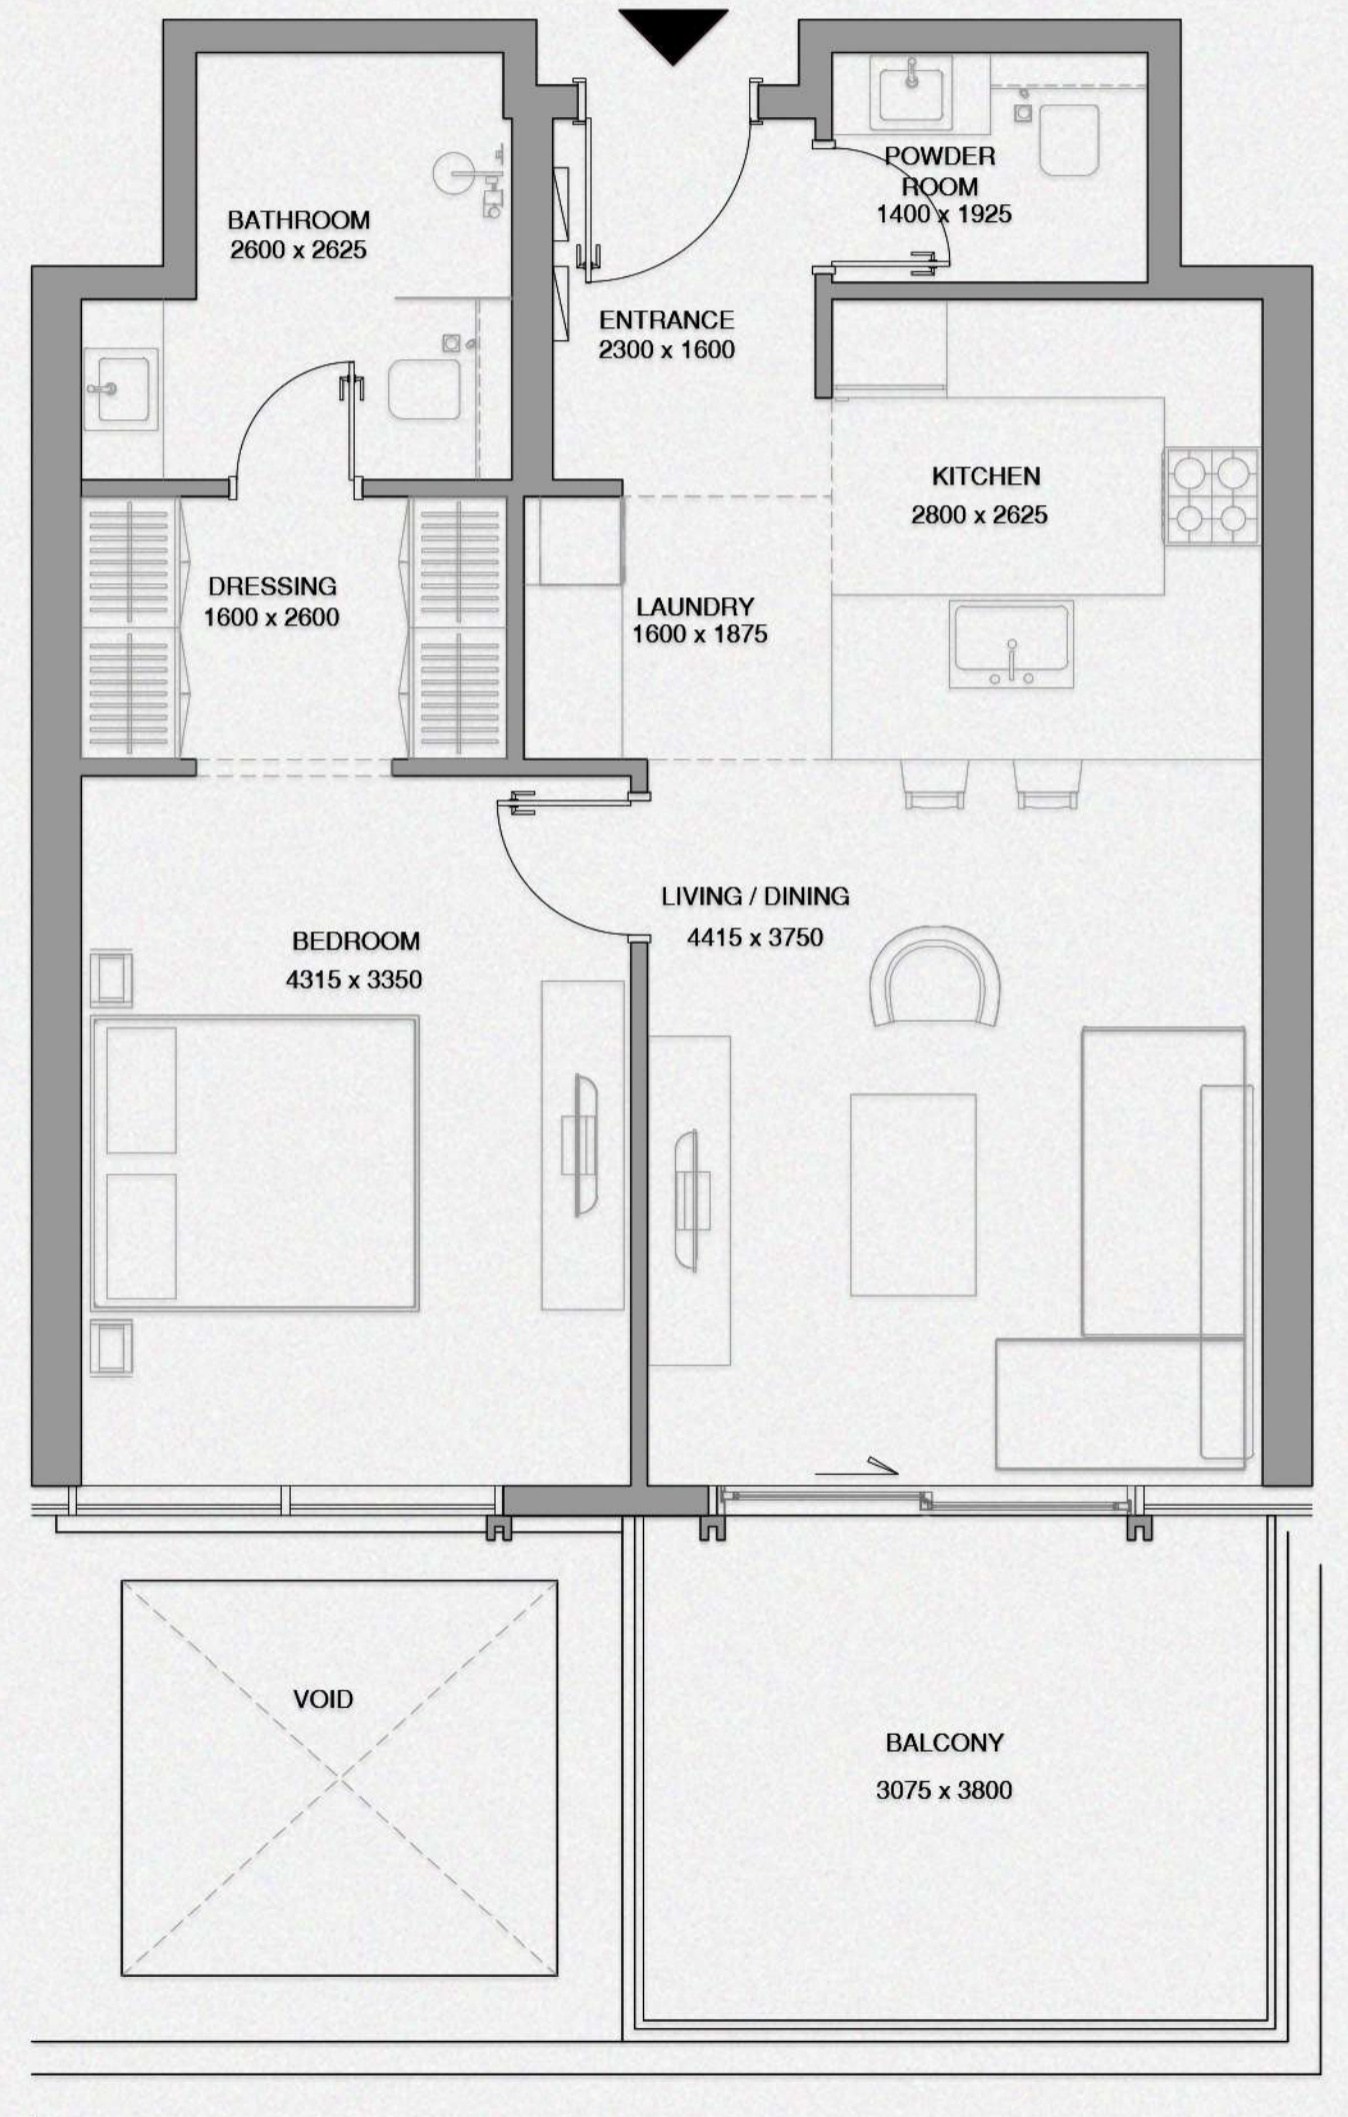 POWDER
ROOM
1400 x 1925
BATHROOM
2600 x 2625
ENTRANCE
2300 x 1600
KITCHEN
2800 x 2625
DRESSING
1600 x 2600
LAUNDRY
1600 x 1875
LIVING / DINING
4415 x 3750
BEDROOM
4315 x 3350
VOID
BALCONY
3075 x 3800